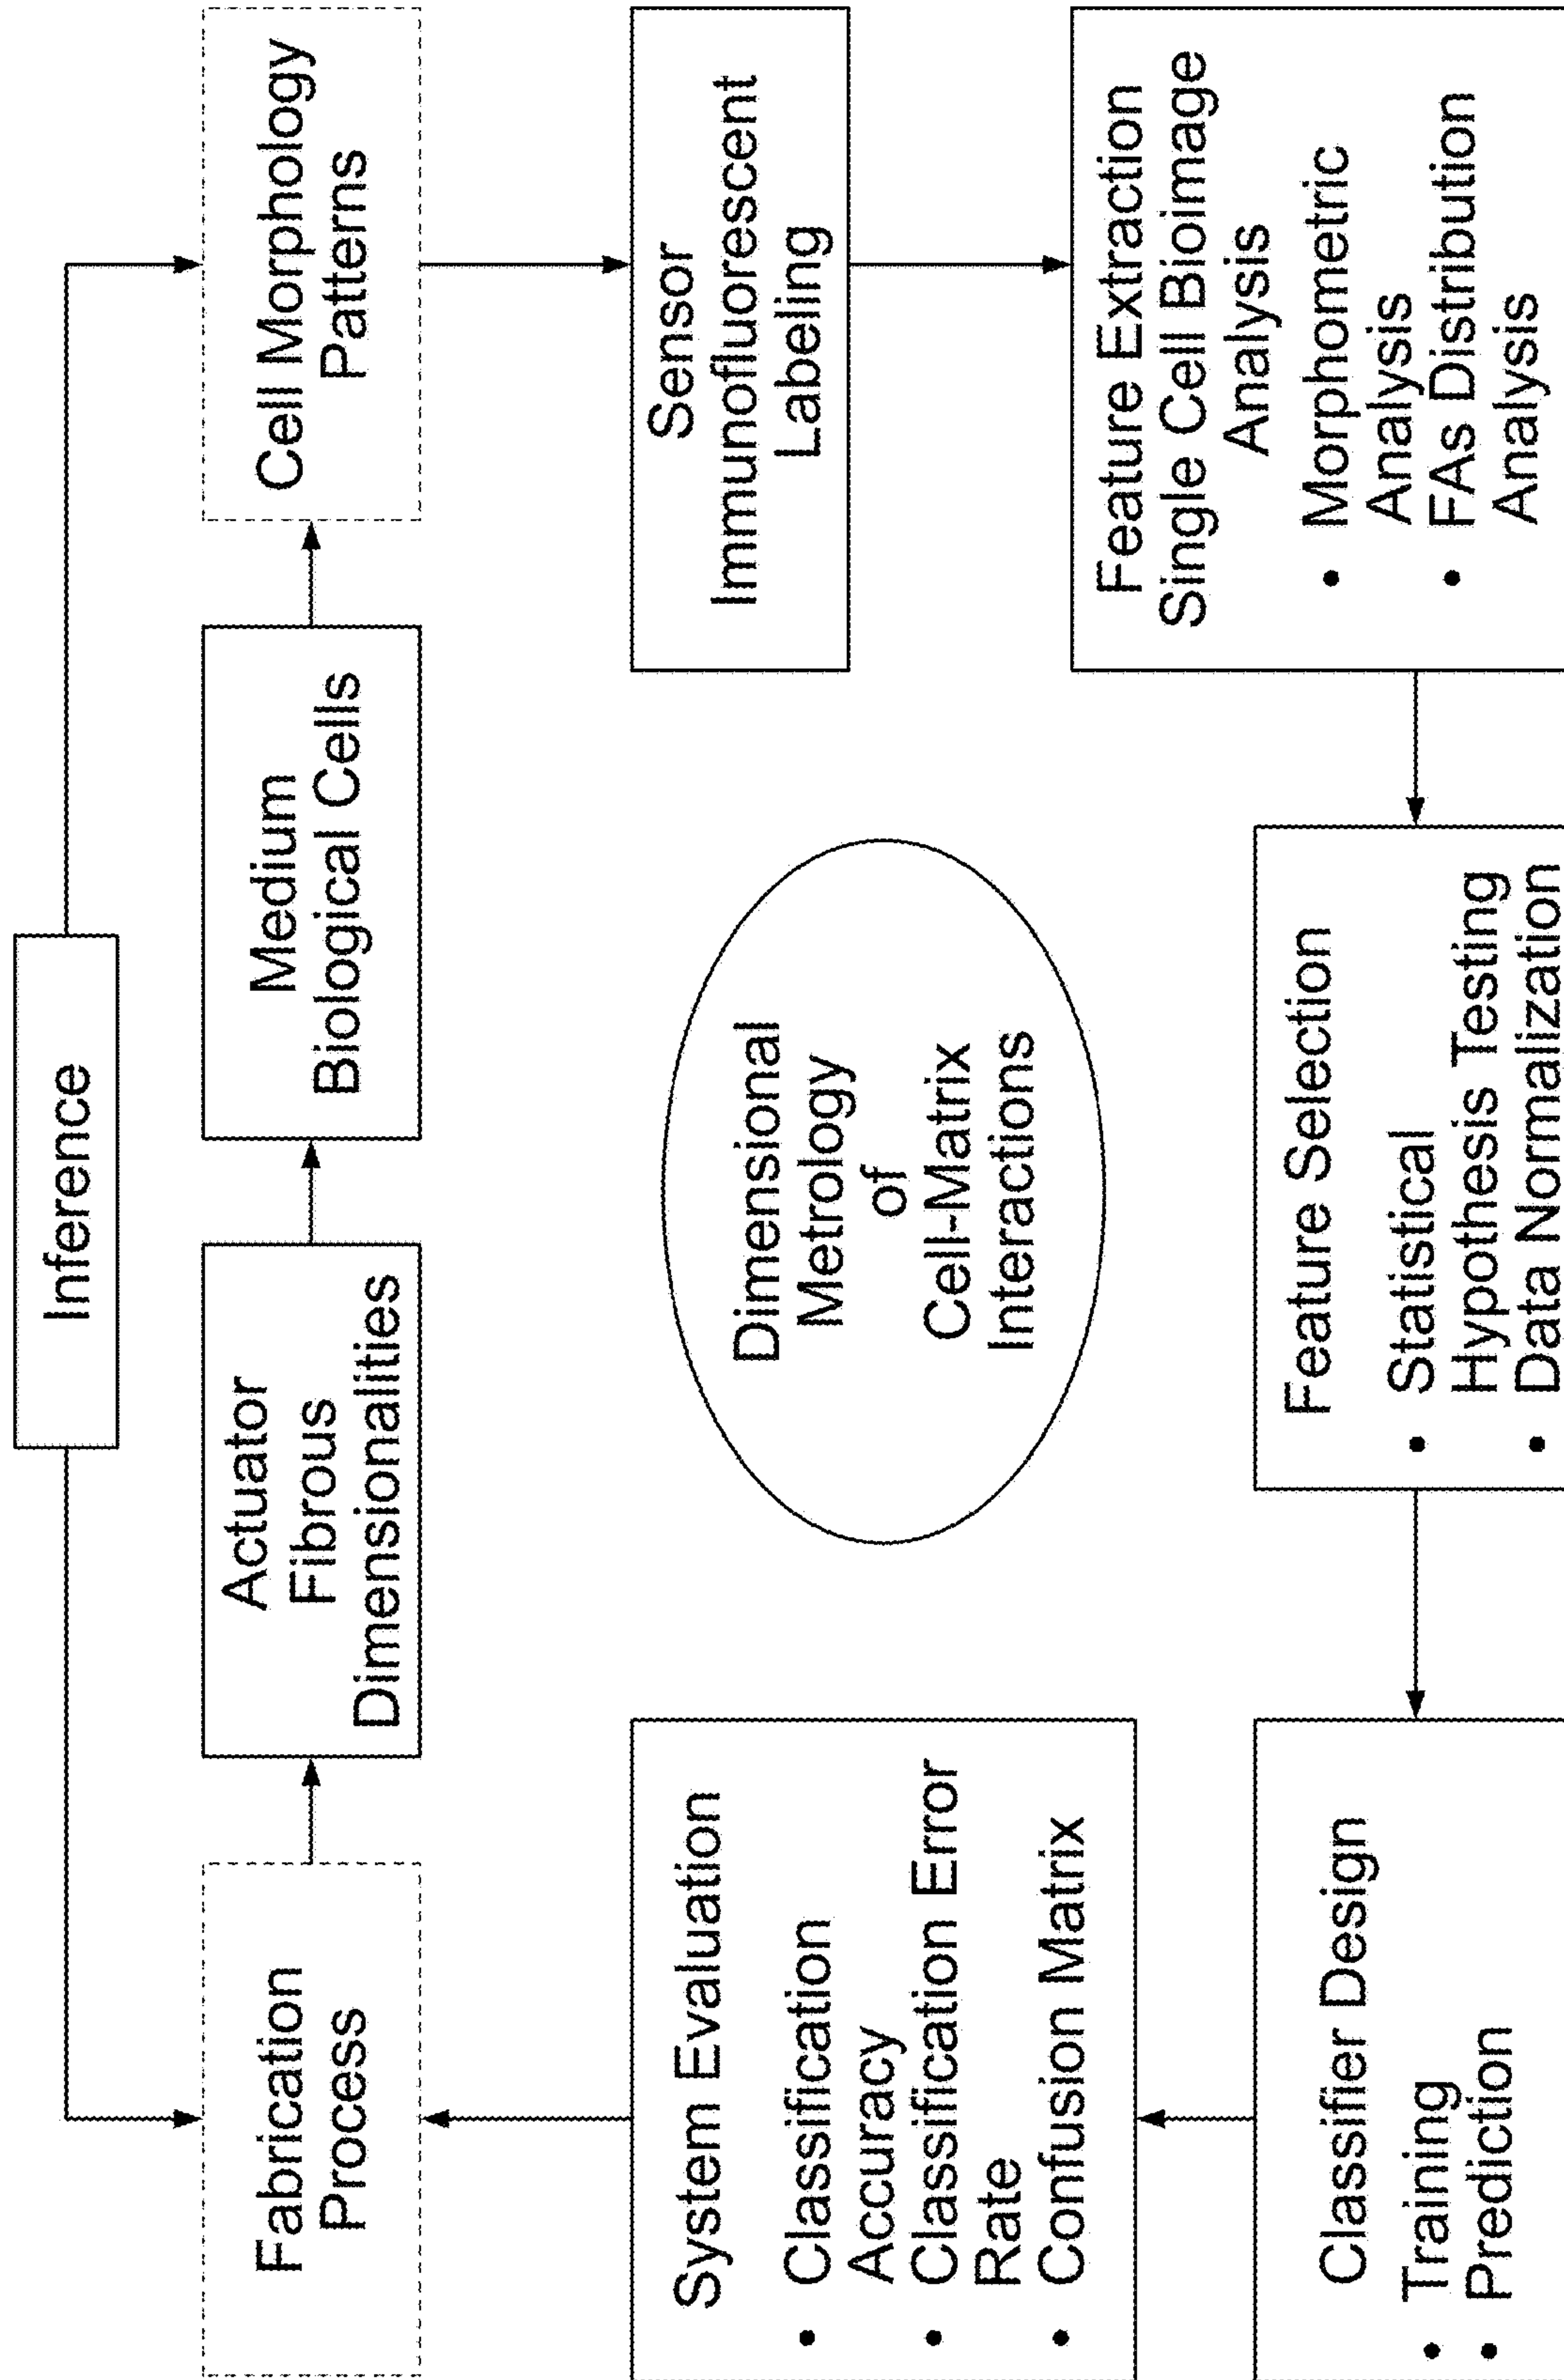 Inference
Fabrication
Process
Actuator
Fibrous
Dimensionalities
Medium
Biological Cells
Cell Morphology
Patterns
System Evaluation
• Classification
Accuracy
• Classification Error
Rate
• Confusion Matrix
Dimensional
Metrology
of
Cell-Matrix
Interactions
Sensor
Immunofluorescent
Labeling
Classifier Design
• Training
• Prediction
Feature Selection
• Statistical
Hypothesis Testing
• Data Normalization
Feature Extraction
Single Cell Bioimage
Analysis
• Morphometric
Analysis
• FAs Distribution
Analysis